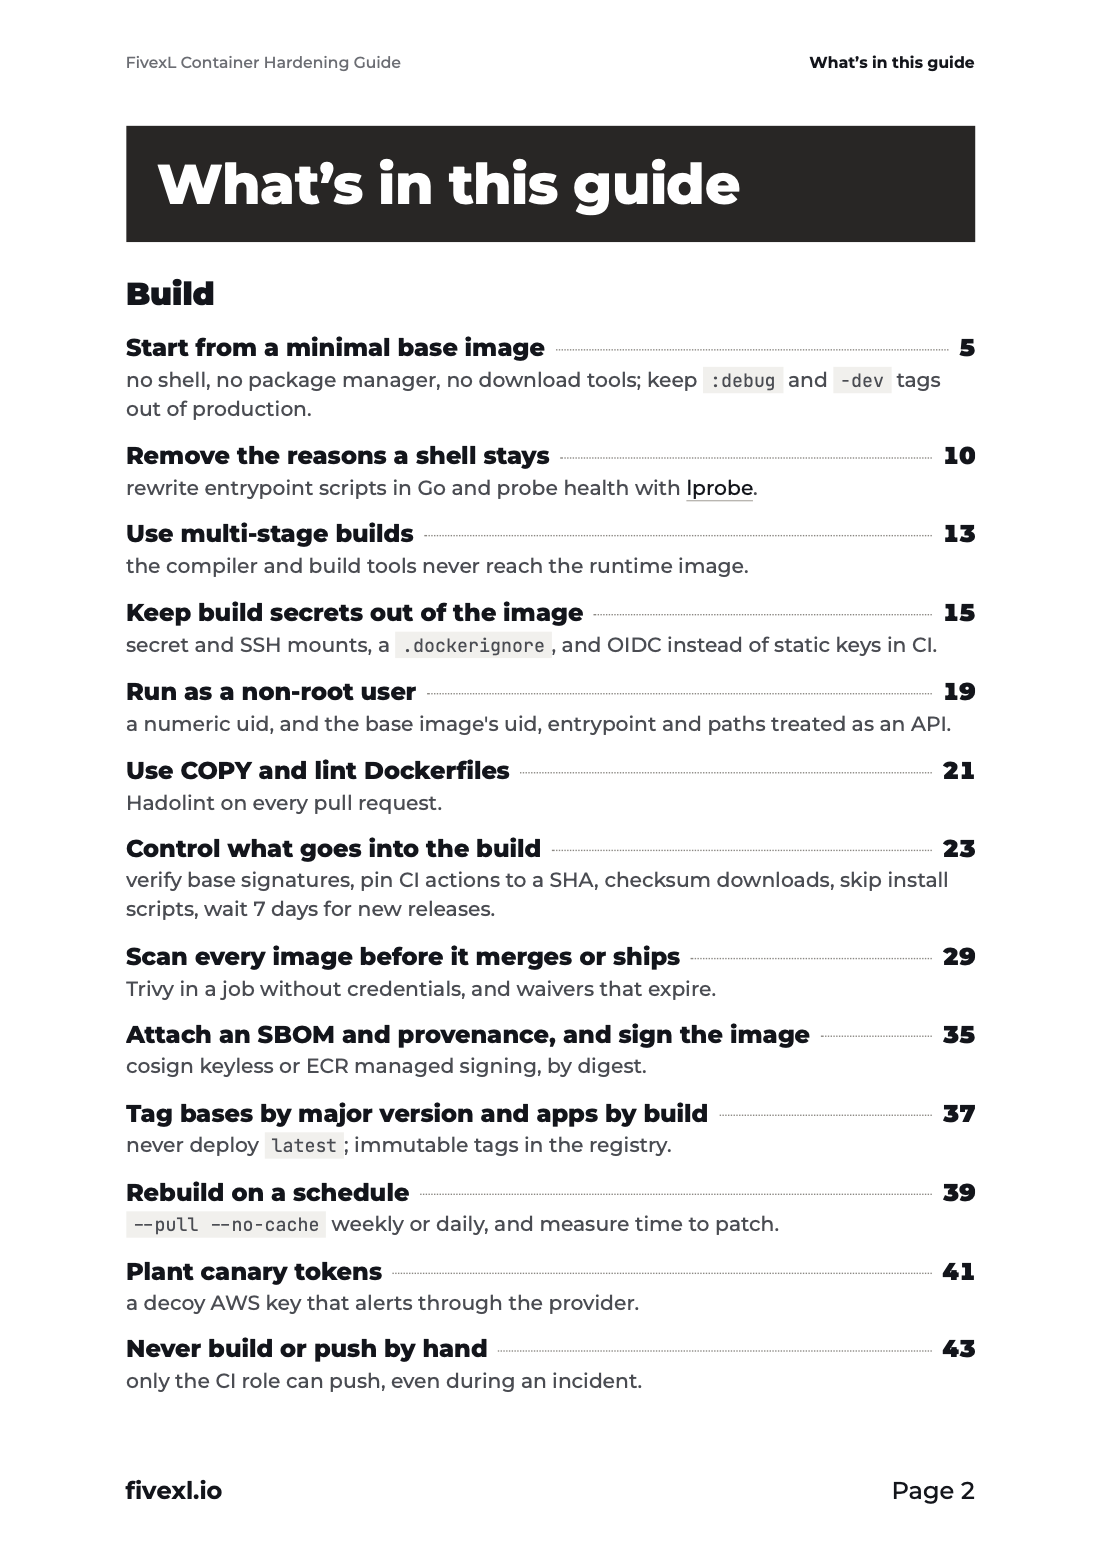 FivexL Container Hardening Guide
What’s in this guide
What’s in this guide
Build
Start from a minimal base image 5
no shell, no package manager, no download tools; keep :debug and -dev tags
out of production.
Remove the reasons a shell stays 10
rewrite entrypoint scripts in Go and probe health with lprobe.
Use multi-stage builds 13
the compiler and build tools never reach the runtime image.
Keep build secrets out of the image 15
secret and SSH mounts, a .dockerignore, and OIDC instead of static keys in CI.
Run as a non-root user 19
a numeric uid, and the base image's uid, entrypoint and paths treated as an API.
Use COPY and lint Dockerfiles 21
Hadolint on every pull request.
Control what goes into the build 23
verify base signatures, pin CI actions to a SHA, checksum downloads, skip install
scripts, wait 7 days for new releases.
Scan every image before it merges or ships 29
Trivy in a job without credentials, and waivers that expire.
Attach an SBOM and provenance, and sign the image 35
cosign keyless or ECR managed signing, by digest.
Tag bases by major version and apps by build 37
never deploy latest; immutable tags in the registry.
Rebuild on a schedule 39
--pull --no-cache weekly or daily, and measure time to patch.
Plant canary tokens 41
a decoy AWS key that alerts through the provider.
Never build or push by hand 43
only the CI role can push, even during an incident.
fivexl.io
Page 2